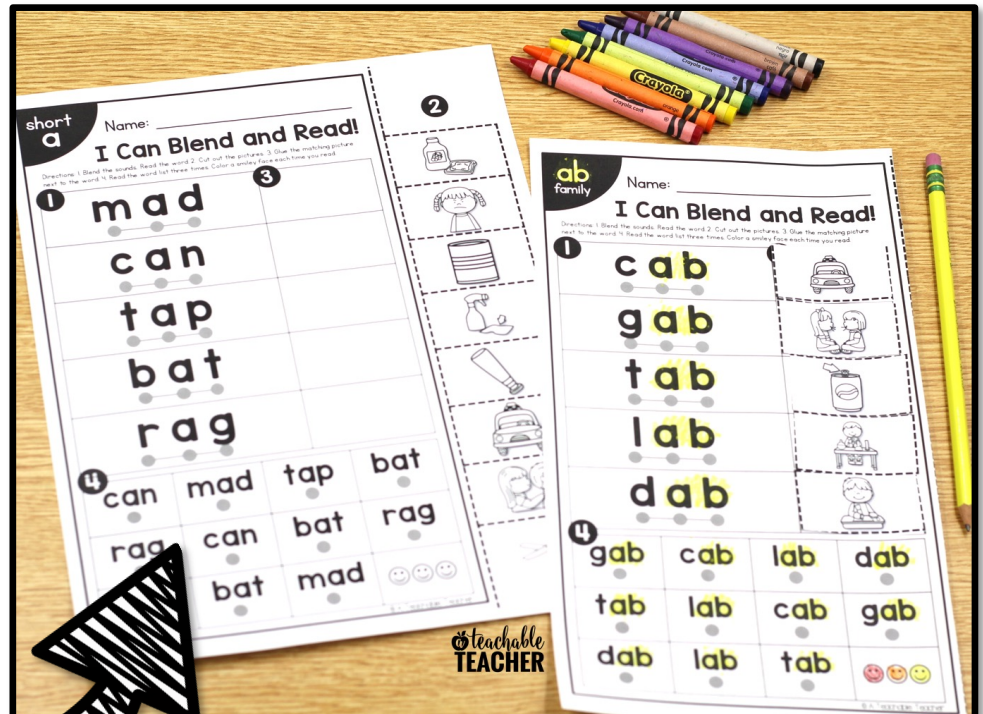 short
a
Name:
I Can Blend and Read!
Directions: 1. Blend the sounds. Read the word. 2. Cut out the pictures. 3. Glue the matching picture
next to the word. 4. Read the word list three times. Color a smiley face each time you read.
1
2
3
mad
can
tap
bat
rag
4
can mad tap bat
rag can bat rag
bat mad
ab
family
Name:
I Can Blend and Read!
Directions: 1. Blend the sounds. Read the word. 2. Cut out the pictures. 3. Glue the matching picture
next to the word. 4. Read the word list three times. Color a smiley face each time you read.
1
cab
gab
tab
lab
dab
4
gab cab lab dab
tab lab cab gab
dab lab tab
Crayola
a teachable
TEACHER